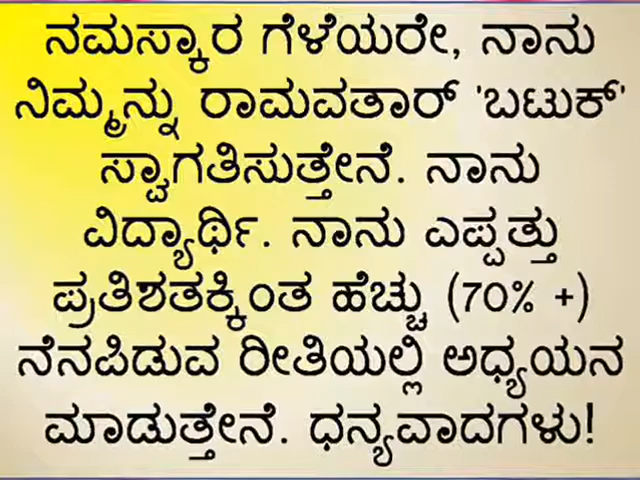 ನಮಸ್ಕಾರ ಗೆಳೆಯರೇ, ನಾನು
ನಿಮ್ಮನ್ನು ರಾಮವತಾರ್ 'ಬಟುಕ್'
ಸ್ವಾಗತಿಸುತ್ತೇನೆ. ನಾನು
ವಿದ್ಯಾರ್ಥಿ. ನಾನು ಎಪ್ಪತ್ತು
ಪ್ರತಿಶತಕ್ಕಿಂತ ಹೆಚ್ಚು (70% +)
ನೆನಪಿಡುವ ರೀತಿಯಲ್ಲಿ ಅಧ್ಯಯನ
ಮಾಡುತ್ತೇನೆ. ಧನ್ಯವಾದಗಳು!